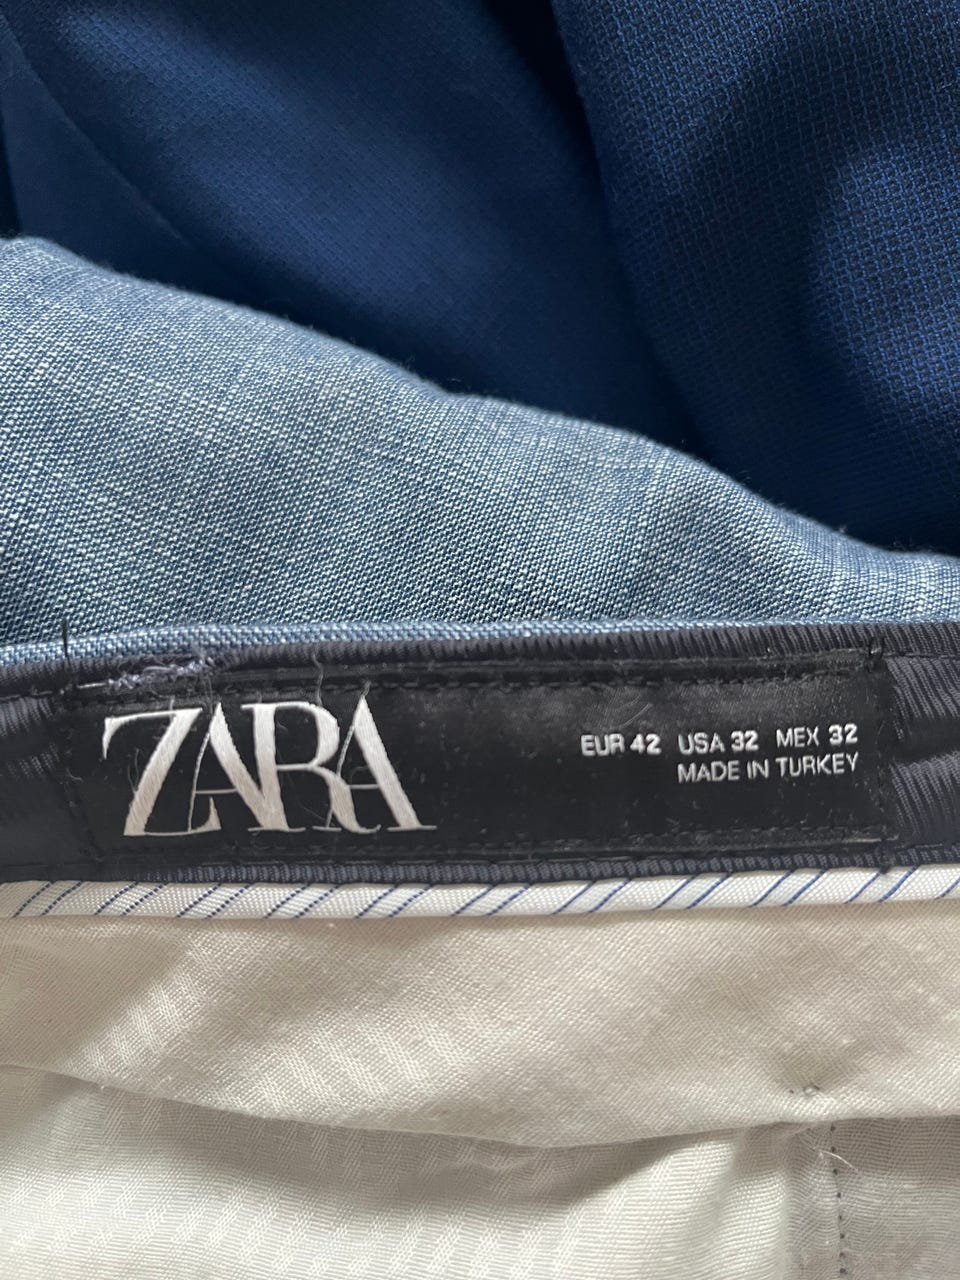 ZARA
EUR 42 USA 32 MEX 32
MADE IN TURKEY